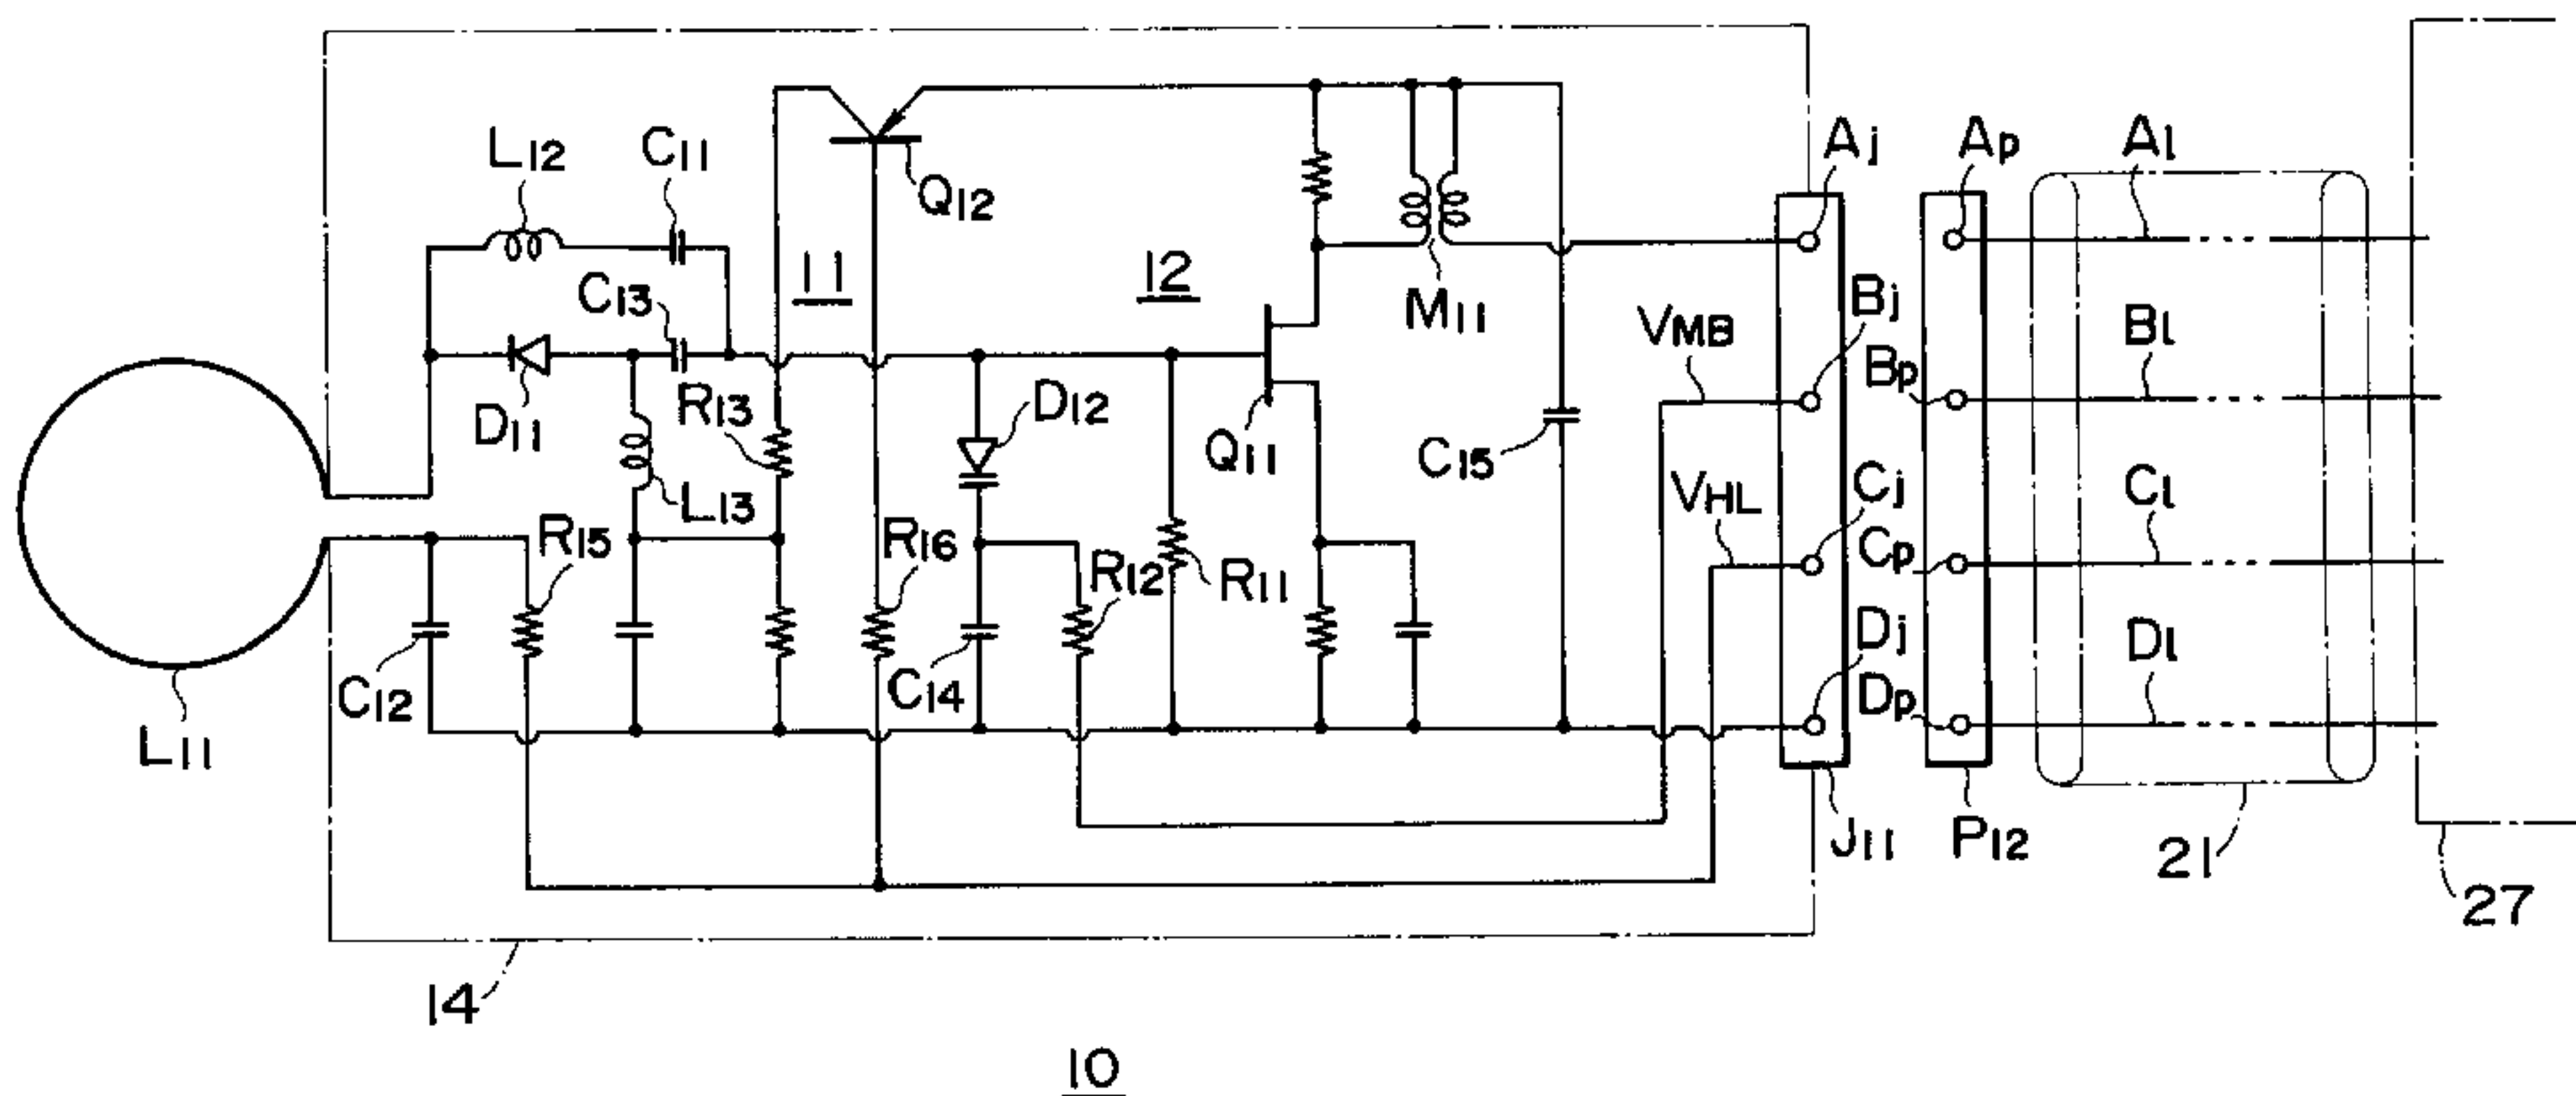 L12
C11
Q12
11
12
C13
D11
R13
L13
D12
Q11
M11
C15
VMB
VHL
R15
R16
R12
R11
C12
C14
L11
Aj
Bj
Cj
Dj
Ap
Bp
Cp
Dp
Al
Bl
Cl
Dl
J11
P12
21
27
14
10